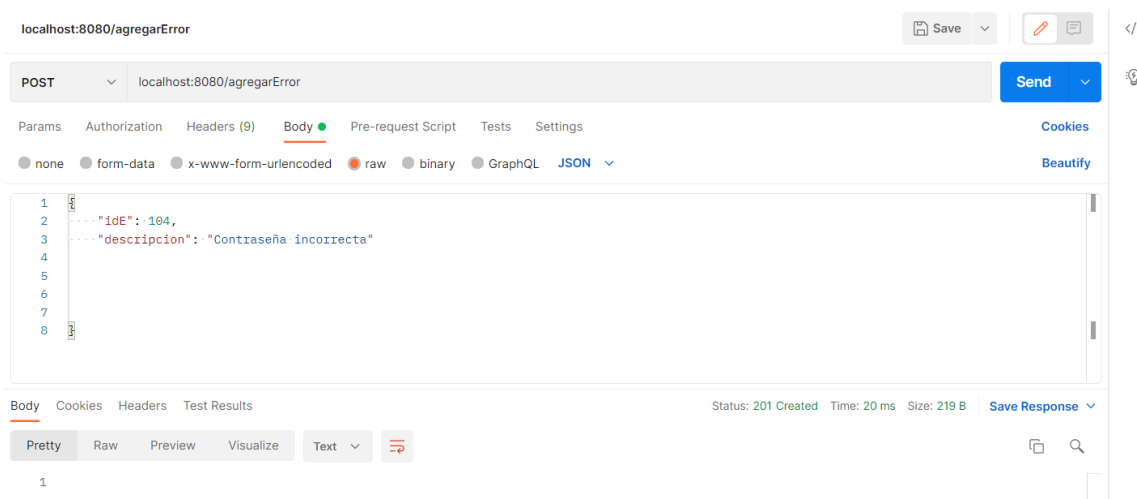 localhost:8080/agregarError
Save
POST
localhost:8080/agregarError
Send
Params Authorization Headers (9) Body Pre-request Script Tests Settings Cookies
none form-data x-www-form-urlencoded raw binary GraphQL JSON Beautify
1 {
2 "idE": 104,
3 "descripcion": "Contraseña incorrecta"
4
5
6
7
8 }
Body Cookies Headers Test Results Status: 201 Created Time: 20 ms Size: 219 B Save Response
Pretty Raw Preview Visualize Text
1